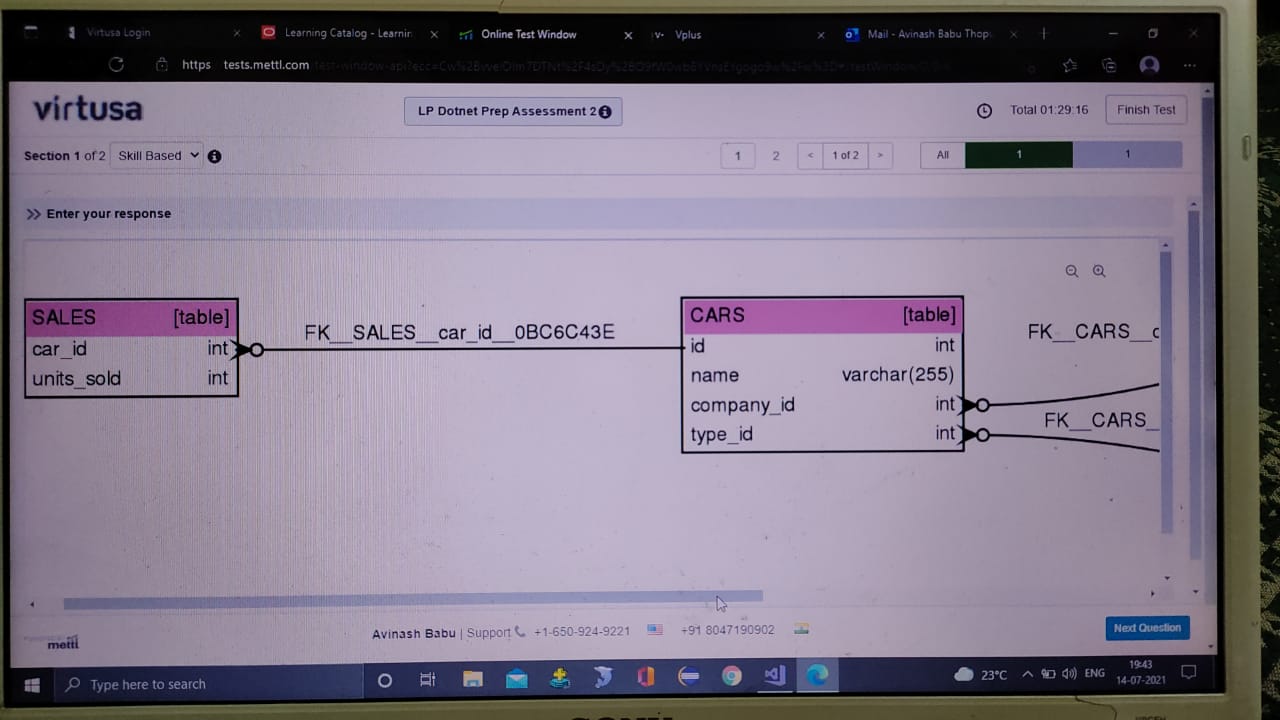 Virtusa Login
Learning Catalog - Learnin
Online Test Window
Vplus
Mail - Avinash Babu Thop
https tests.mettl.com
virtusa
LP Dotnet Prep Assessment 2
Total 01:29:16
Finish Test
Section 1 of 2 Skill Based
1 2 < 1 of 2 > All 1 1
>> Enter your response
SALES [table]
car_id int
units_sold int
FK__SALES__car_id__0BC6C43E
CARS [table]
id int
name varchar(255)
company_id int
type_id int
FK__CARS__c
FK__CARS__
mettl
Avinash Babu | Support +1-650-924-9221 +91 8047190902
Next Question
Type here to search
23°C ENG
19:43
14-07-2021